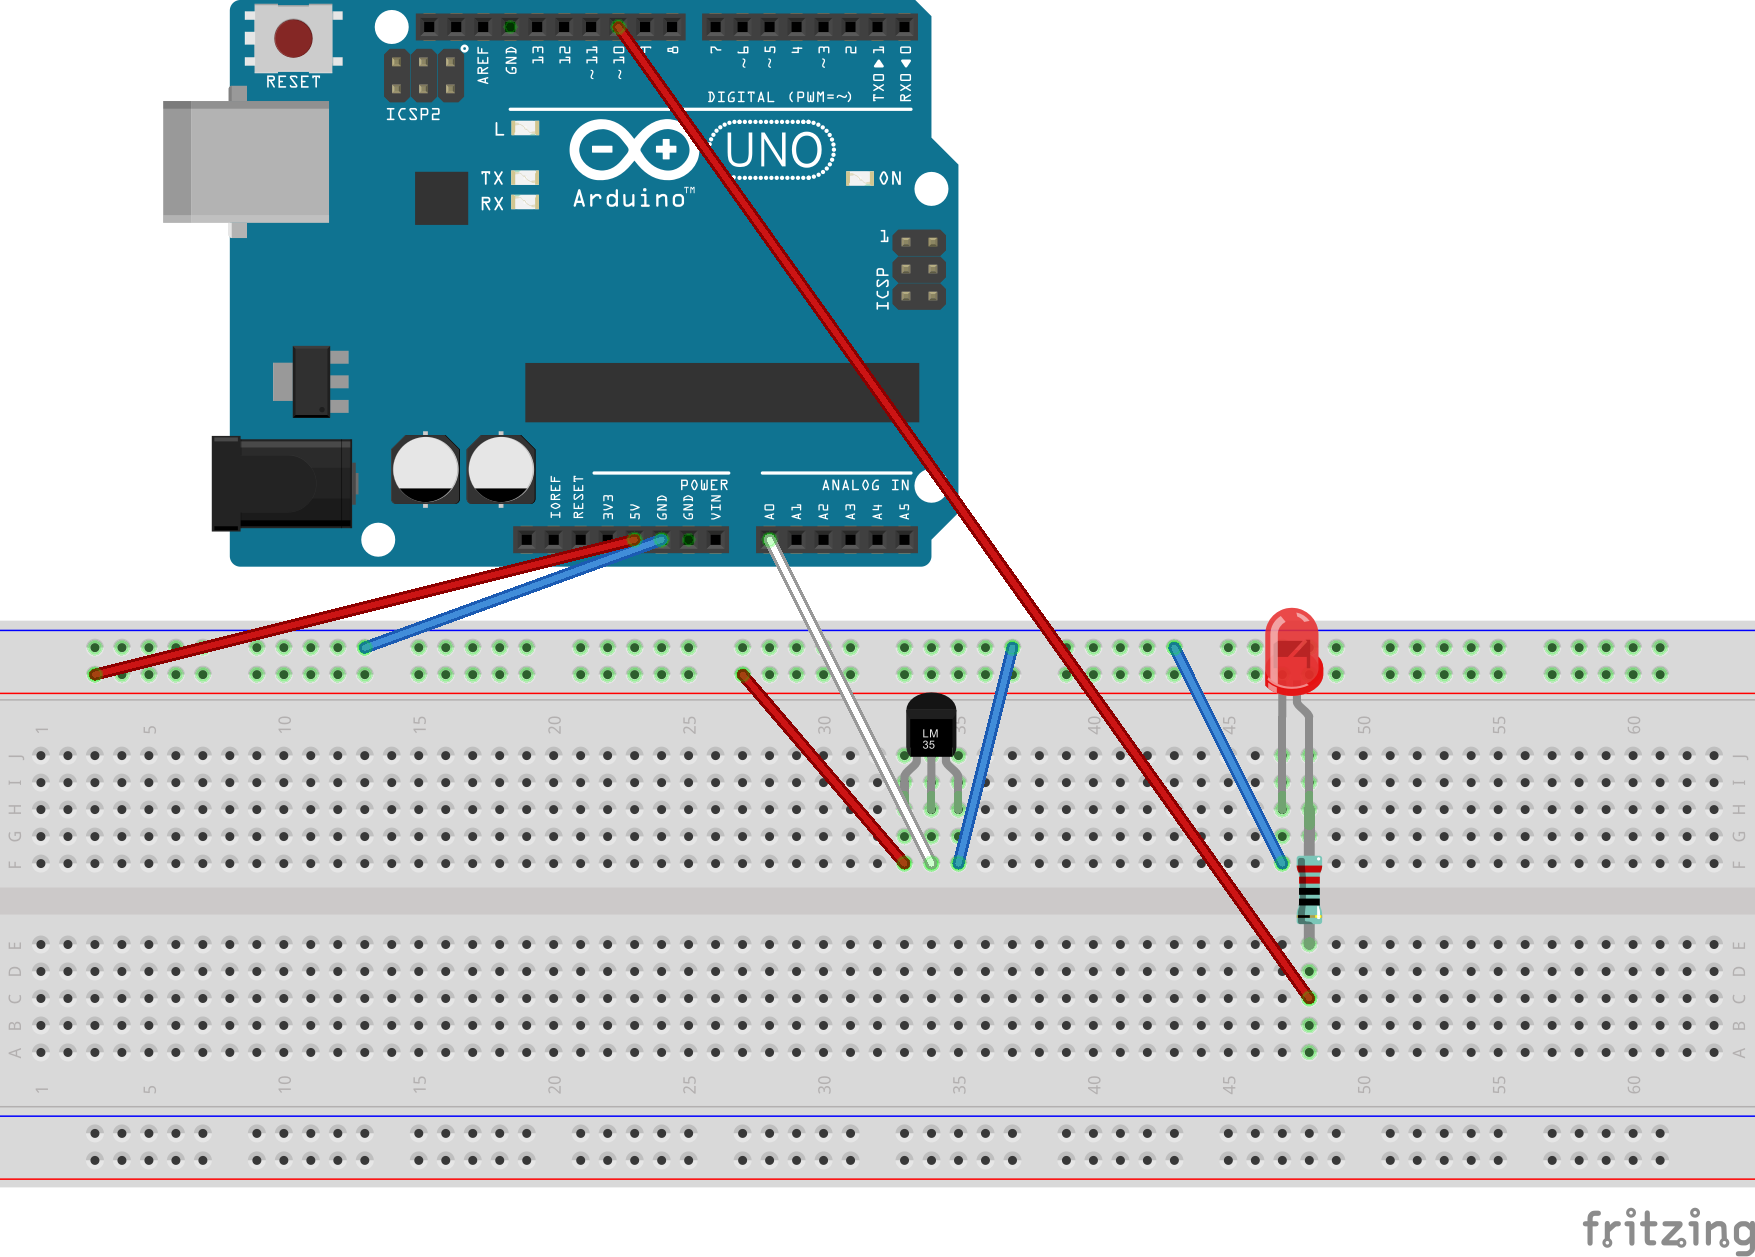 RESET
AREF
GND
13
12
~11
~10
8
7
~6
~5
4
~3
2
TX0▶1
RX0◀0
ICSP2
DIGITAL (PWM=~)
L
UNO
TX
ON
RX
Arduino™
1
ICSP
POWER
ANALOG IN
IOREF
RESET
3V3
5V
GND
GND
VIN
A0
A1
A2
A3
A4
A5
1 5 10 15 20 25 30 35 40 45 50 55 60
LM
35
J J
I I
H H
G G
F F
E E
D D
C C
B B
A A
1 5 10 15 20 25 30 35 40 45 50 55 60
fritzing